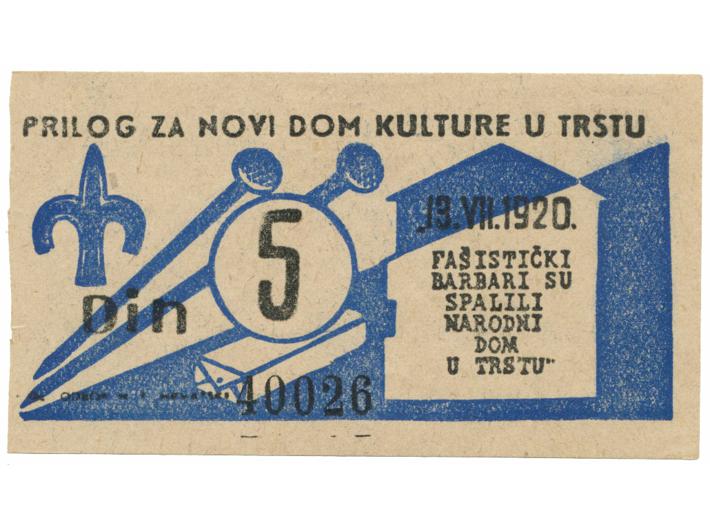 PRILOG ZA NOVI DOM KULTURE U TRSTU
5
Din
„13.VII.1920.
FAŠISTIČKI
BARBARI SU
SPALILI
NARODNI
DOM
U TRSTU"
40026